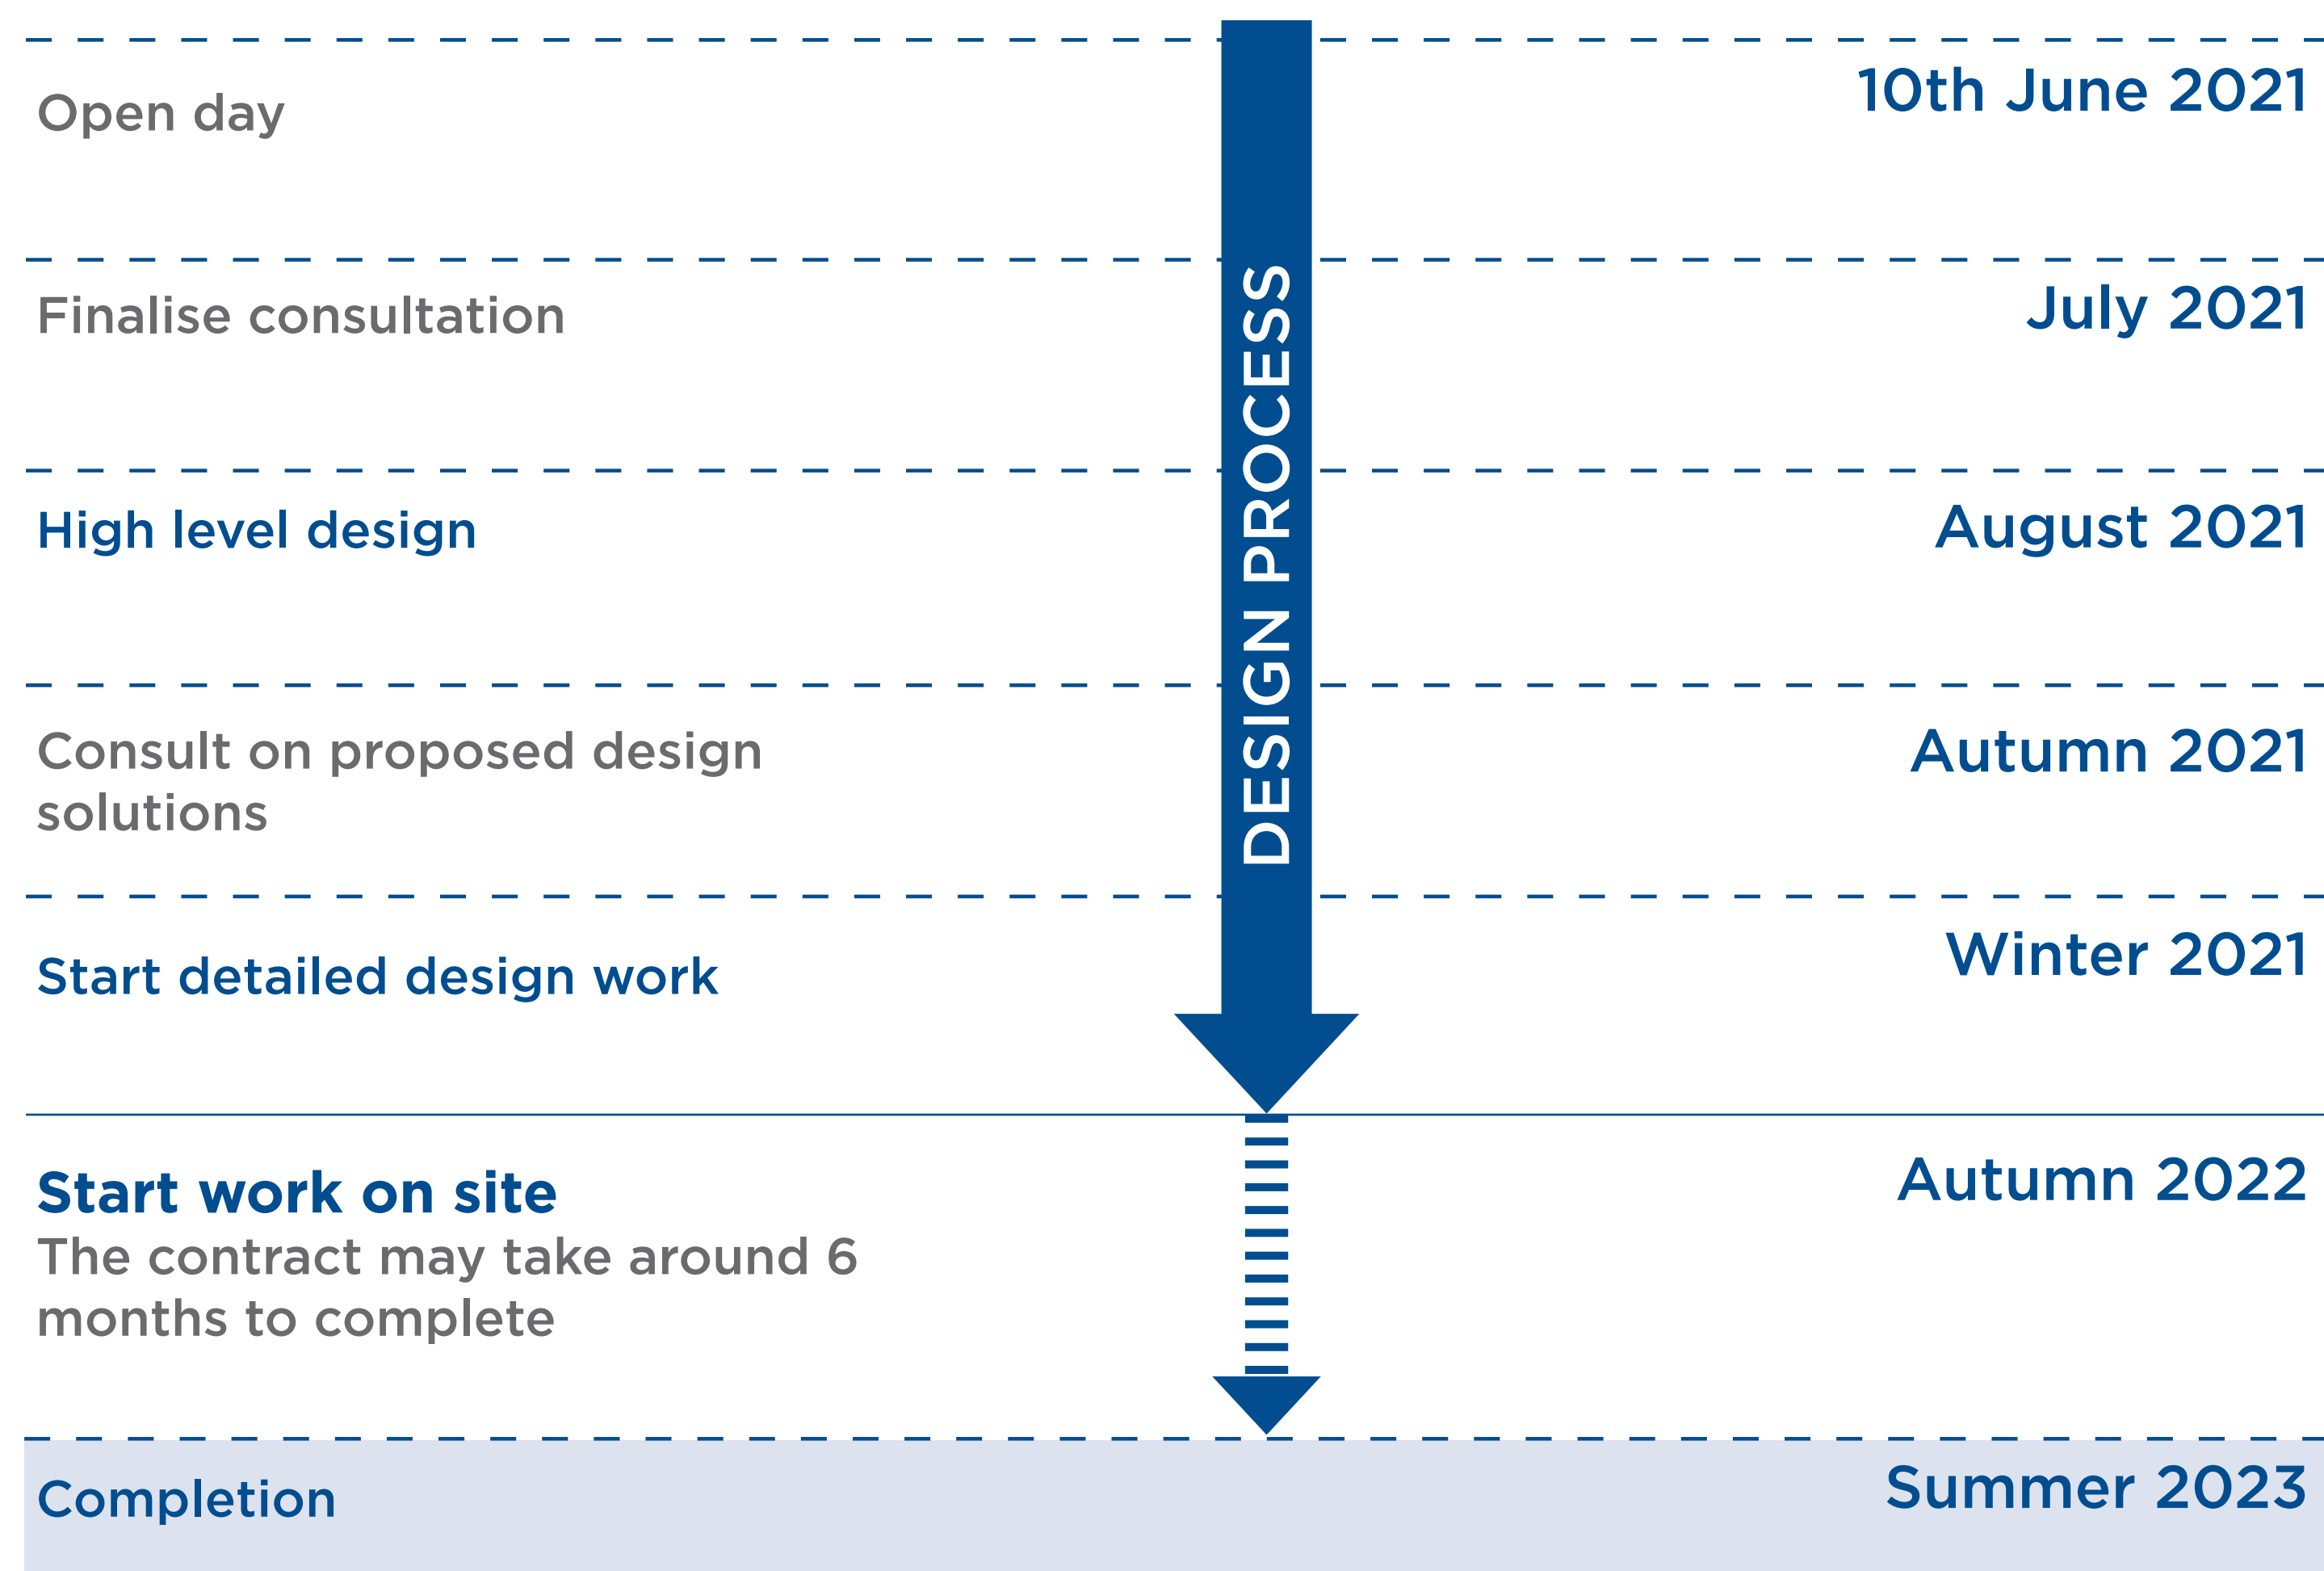 Open day
10th June 2021
Finalise consultation
July 2021
High level design
August 2021
DESIGN PROCESS
Consult on proposed design
solutions
Autumn 2021
Start detailed design work
Winter 2021
Start work on site
Autumn 2022
The contract may take around 6
months to complete
Completion
Summer 2023